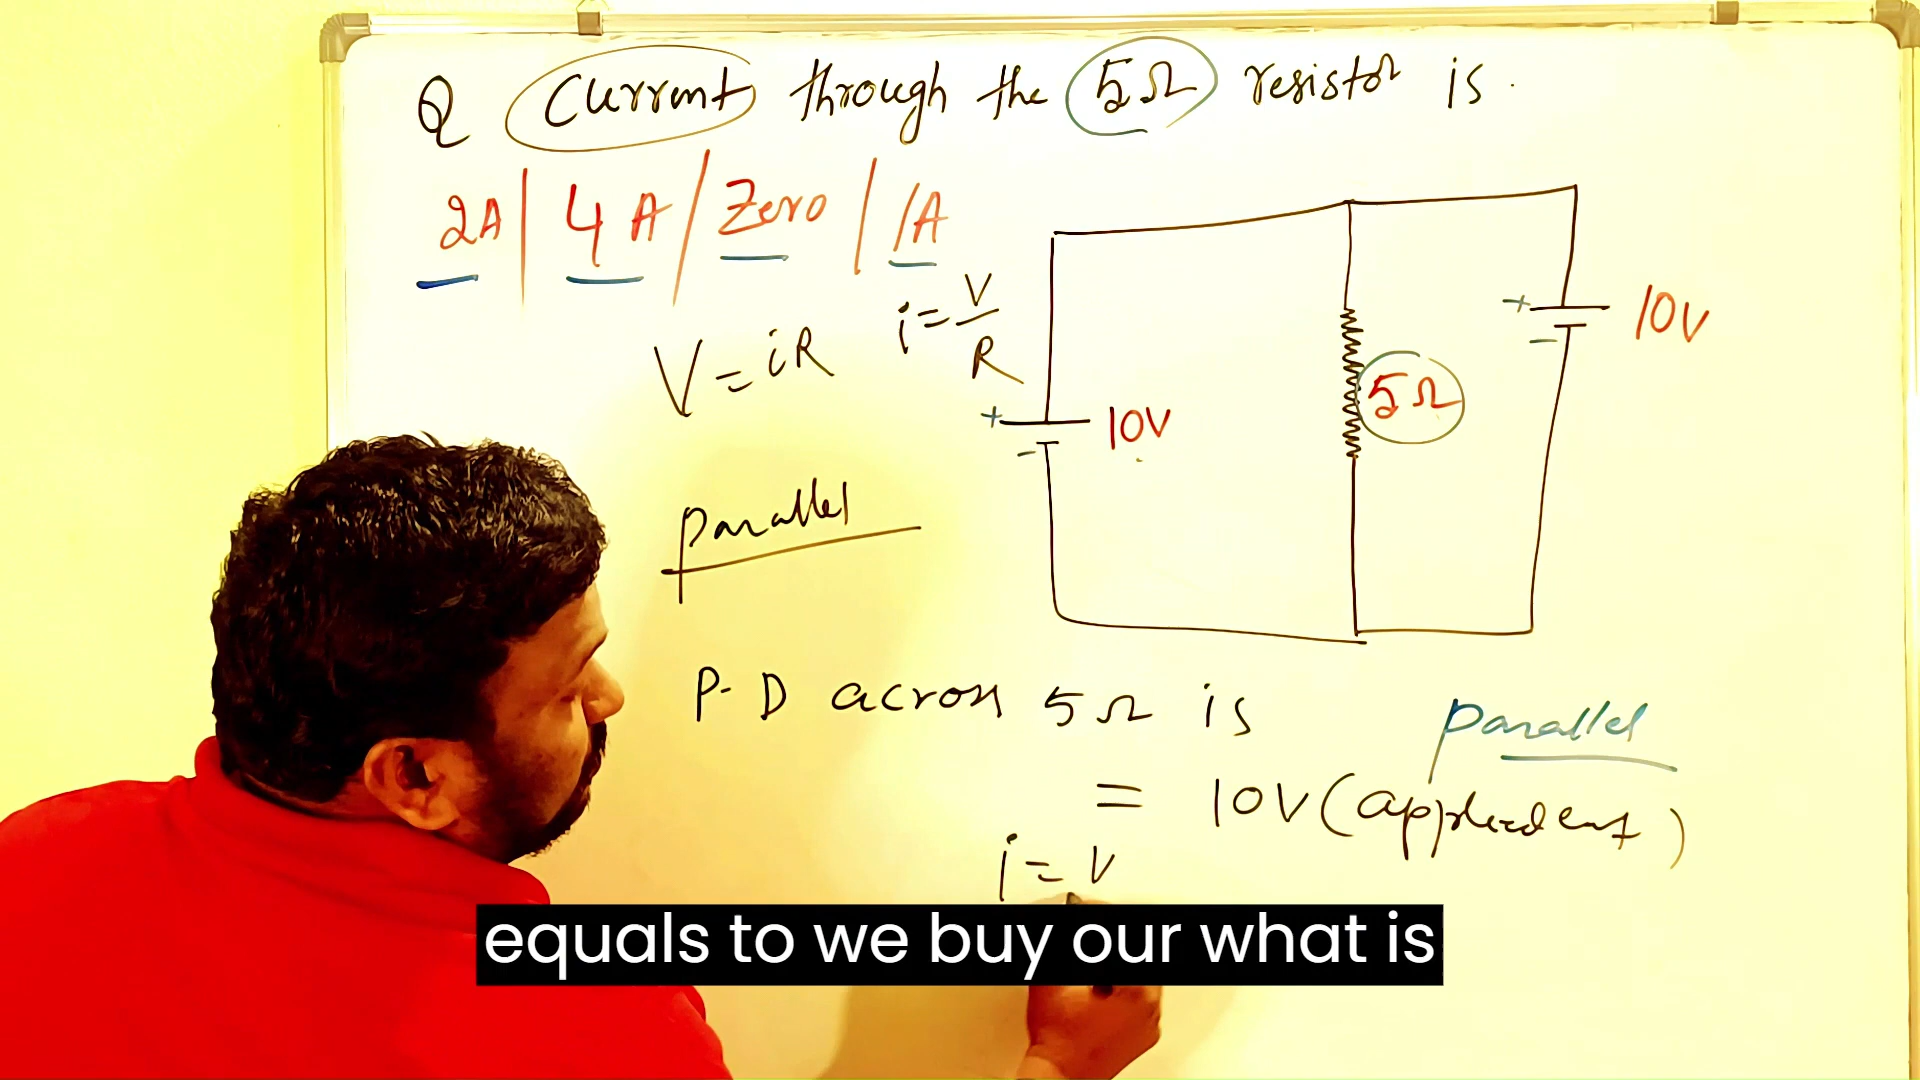 Q Current through the 5Ω resistor is.
2A / 4A / Zero / 1A
V = iR
i = V/R
+
-
10V
5Ω
+
-
10V
Parallel
P-D across 5Ω is
Parallel
= 10V (
i = V
equals to we buy our what is